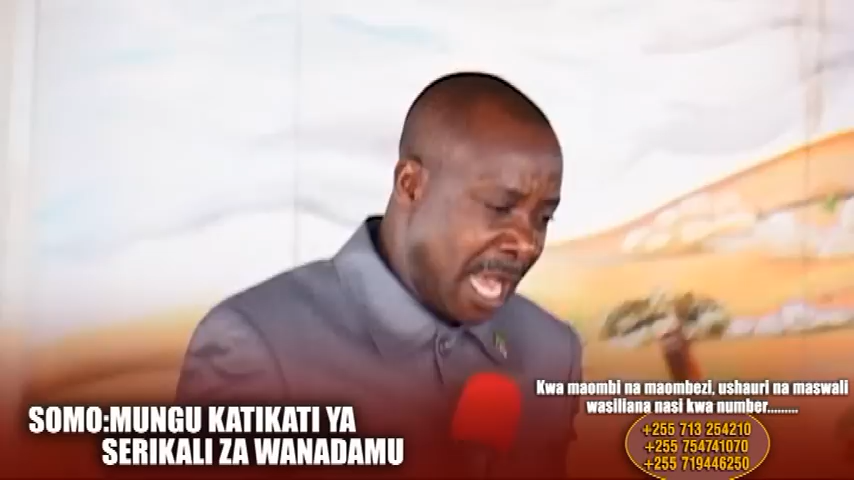 SOMO:MUNGU KATIKATI YA
SERIKALI ZA WANADAMU
Kwa maombi na maombezi, ushauri na maswali
wasiliana nasi kwa number.........
+255 713 254210
+255 754741070
+255 719446250